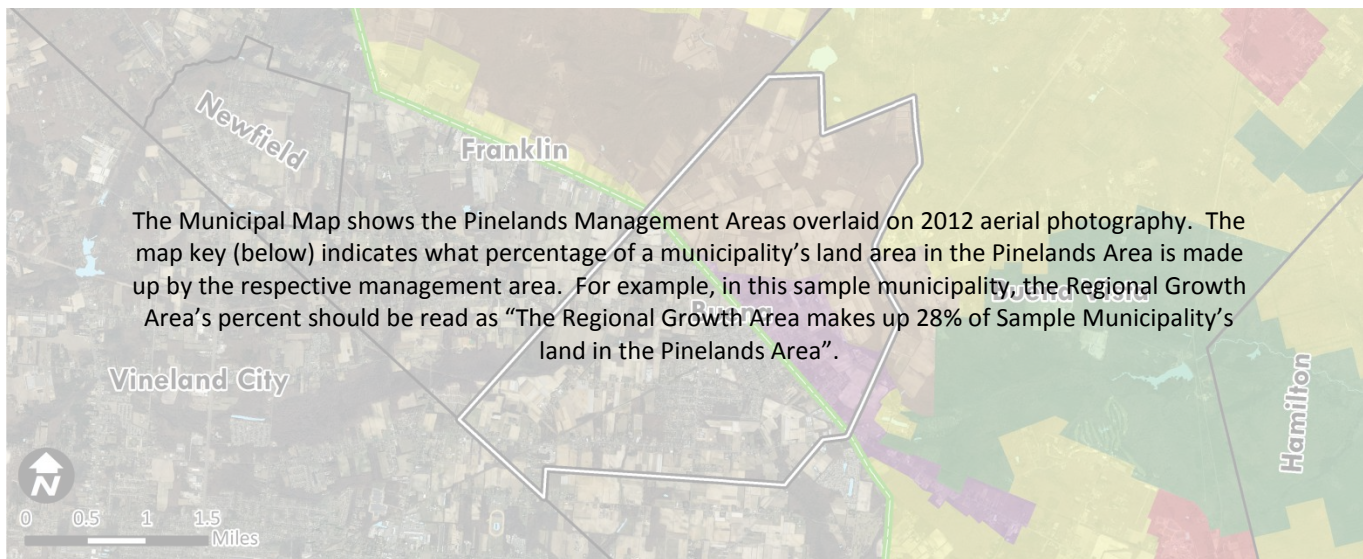 Newfield
Franklin
The Municipal Map shows the Pinelands Management Areas overlaid on 2012 aerial photography. The
map key (below) indicates what percentage of a municipality’s land area in the Pinelands Area is made
up by the respective management area. For example, in this sample municipality, the Regional Growth
Area’s percent should be read as “The Regional Growth Area makes up 28% of Sample Municipality’s
land in the Pinelands Area”.
Buena Vista
Buena
Vineland City
Hamilton
N
0 0.5 1 1.5
Miles